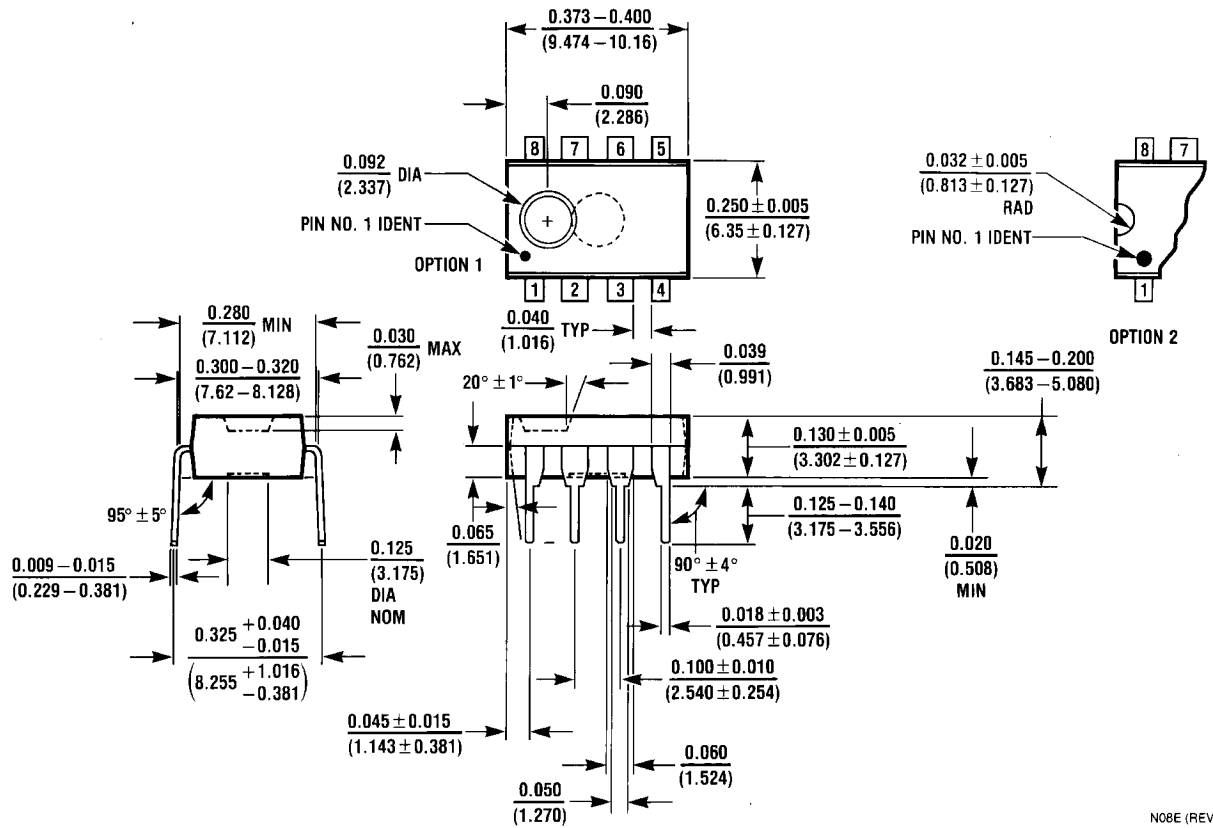 0.373 – 0.400
(9.474 – 10.16)
0.090
(2.286)
8 7 6 5
0.092
(2.337) DIA
PIN NO. 1 IDENT
OPTION 1
1 2 3 4
0.250 ± 0.005
(6.35 ± 0.127)
0.032 ± 0.005
(0.813 ± 0.127)
RAD
PIN NO. 1 IDENT
8 7
1
OPTION 2
0.280 MIN
(7.112)
0.300 – 0.320
(7.62 – 8.128)
0.030 MAX
(0.762)
0.040 TYP
(1.016)
20° ± 1°
0.039
(0.991)
0.145 – 0.200
(3.683 – 5.080)
0.130 ± 0.005
(3.302 ± 0.127)
0.125 – 0.140
(3.175 – 3.556)
0.020
(0.508)
MIN
95° ± 5°
0.009 – 0.015
(0.229 – 0.381)
0.125
(3.175)
DIA
NOM
0.065
(1.651)
90° ± 4°
TYP
0.325 +0.040
–0.015
(8.255 +1.016
–0.381)
0.018 ± 0.003
(0.457 ± 0.076)
0.100 ± 0.010
(2.540 ± 0.254)
0.045 ± 0.015
(1.143 ± 0.381)
0.060
(1.524)
0.050
(1.270)
N08E (REV